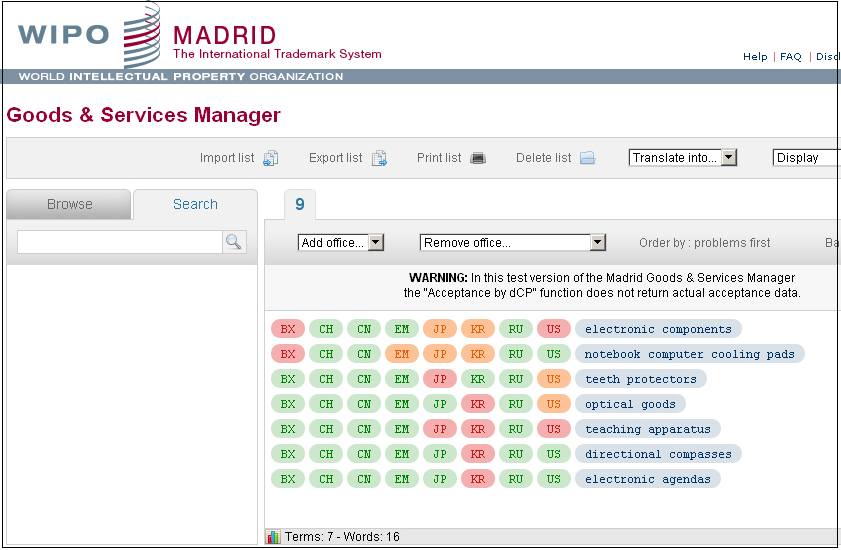 WIPO
MADRID
The International Trademark System
Help | FAQ | Discl
WORLD INTELLECTUAL PROPERTY ORGANIZATION
Goods & Services Manager
Import list Export list Print list Delete list Translate into... Display
Browse Search 9
Add office... Remove office... Order by : problems first Ba
WARNING: In this test version of the Madrid Goods & Services Manager
the "Acceptance by dCP" function does not return actual acceptance data.
BX CH CN EM JP KR RU US electronic components
BX CH CN EM JP KR RU US notebook computer cooling pads
BX CH CN EM JP KR RU US teeth protectors
BX CH CN EM JP KR RU US optical goods
BX CH CN EM JP KR RU US teaching apparatus
BX CH CN EM JP KR RU US directional compasses
BX CH CN EM JP KR RU US electronic agendas
Terms: 7 - Words: 16